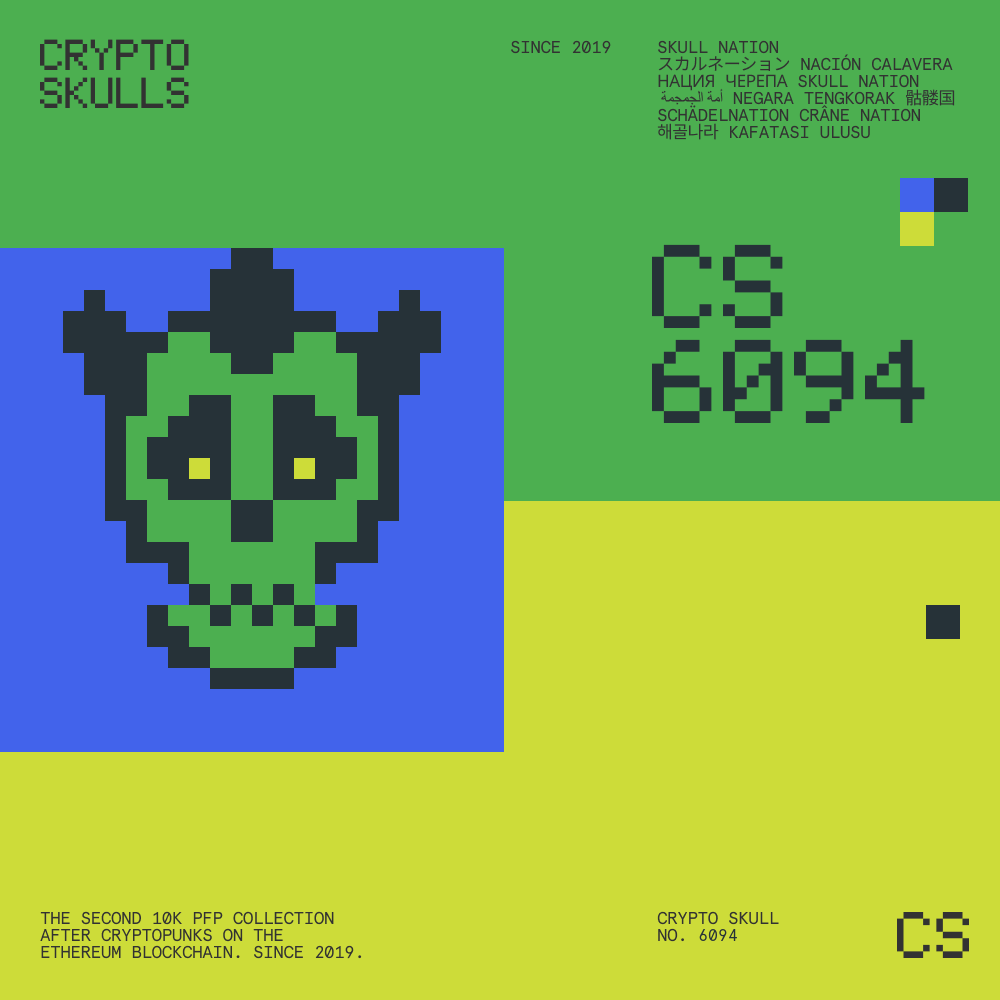 CRYPTO
SKULLS
SINCE 2019
SKULL NATION
スカルネーション NACIÓN CALAVERA
НАЦИЯ ЧЕРЕПА SKULL NATION
أمة الجمجمة NEGARA TENGKORAK 骷髅国
SCHÄDELNATION CRÂNE NATION
해골나라 KAFATASI ULUSU
CS
6094
THE SECOND 10K PFP COLLECTION
AFTER CRYPTOPUNKS ON THE
ETHEREUM BLOCKCHAIN. SINCE 2019.
CRYPTO SKULL
NO. 6094
CS